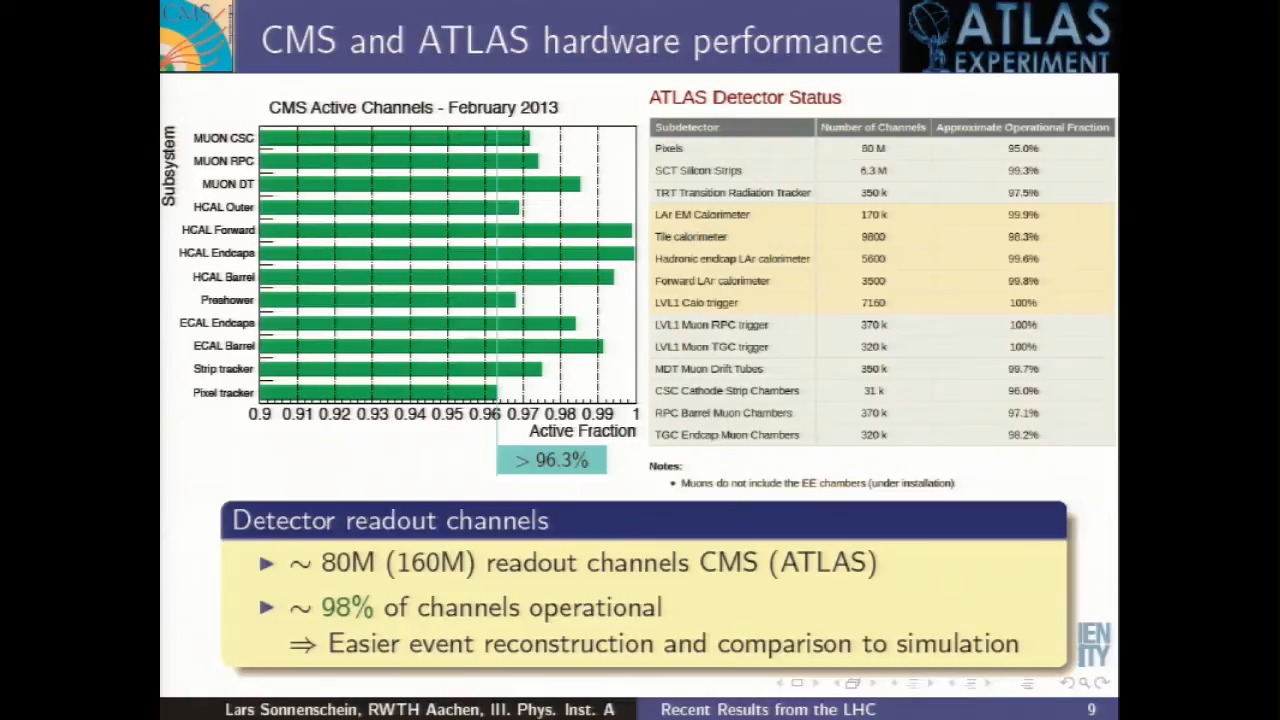 CMS
CMS and ATLAS hardware performance
ATLAS
EXPERIMENT
CMS Active Channels - February 2013
Subsystem
MUON CSC
MUON RPC
MUON DT
HCAL Outer
HCAL Forward
HCAL Endcaps
HCAL Barrel
Preshower
ECAL Endcaps
ECAL Barrel
Strip tracker
Pixel tracker
0.9 0.91 0.92 0.93 0.94 0.95 0.96 0.97 0.98 0.99 1
Active Fraction
> 96.3%
ATLAS Detector Status
Subdetector Number of Channels Approximate Operational Fraction
Pixels 80 M 95.0%
SCT Silicon Strips 6.3 M 99.3%
TRT Transition Radiation Tracker 350 k 97.5%
LAr EM Calorimeter 170 k 99.9%
Tile calorimeter 9800 98.3%
Hadronic endcap LAr calorimeter 5600 99.6%
Forward LAr calorimeter 3500 99.8%
LVL1 Calo trigger 7160 100%
LVL1 Muon RPC trigger 370 k 100%
LVL1 Muon TGC trigger 320 k 100%
MDT Muon Drift Tubes 350 k 99.7%
CSC Cathode Strip Chambers 31 k 96.0%
RPC Barrel Muon Chambers 370 k 97.1%
TGC Endcap Muon Chambers 320 k 98.2%
Notes:
• Muons do not include the EE chambers (under installation)
Detector readout channels
▶ ∼ 80M (160M) readout channels CMS (ATLAS)
▶ ∼ 98% of channels operational
⇒ Easier event reconstruction and comparison to simulation
IEN
ITY
Lars Sonnenschein, RWTH Aachen, III. Phys. Inst. A Recent Results from the LHC 9